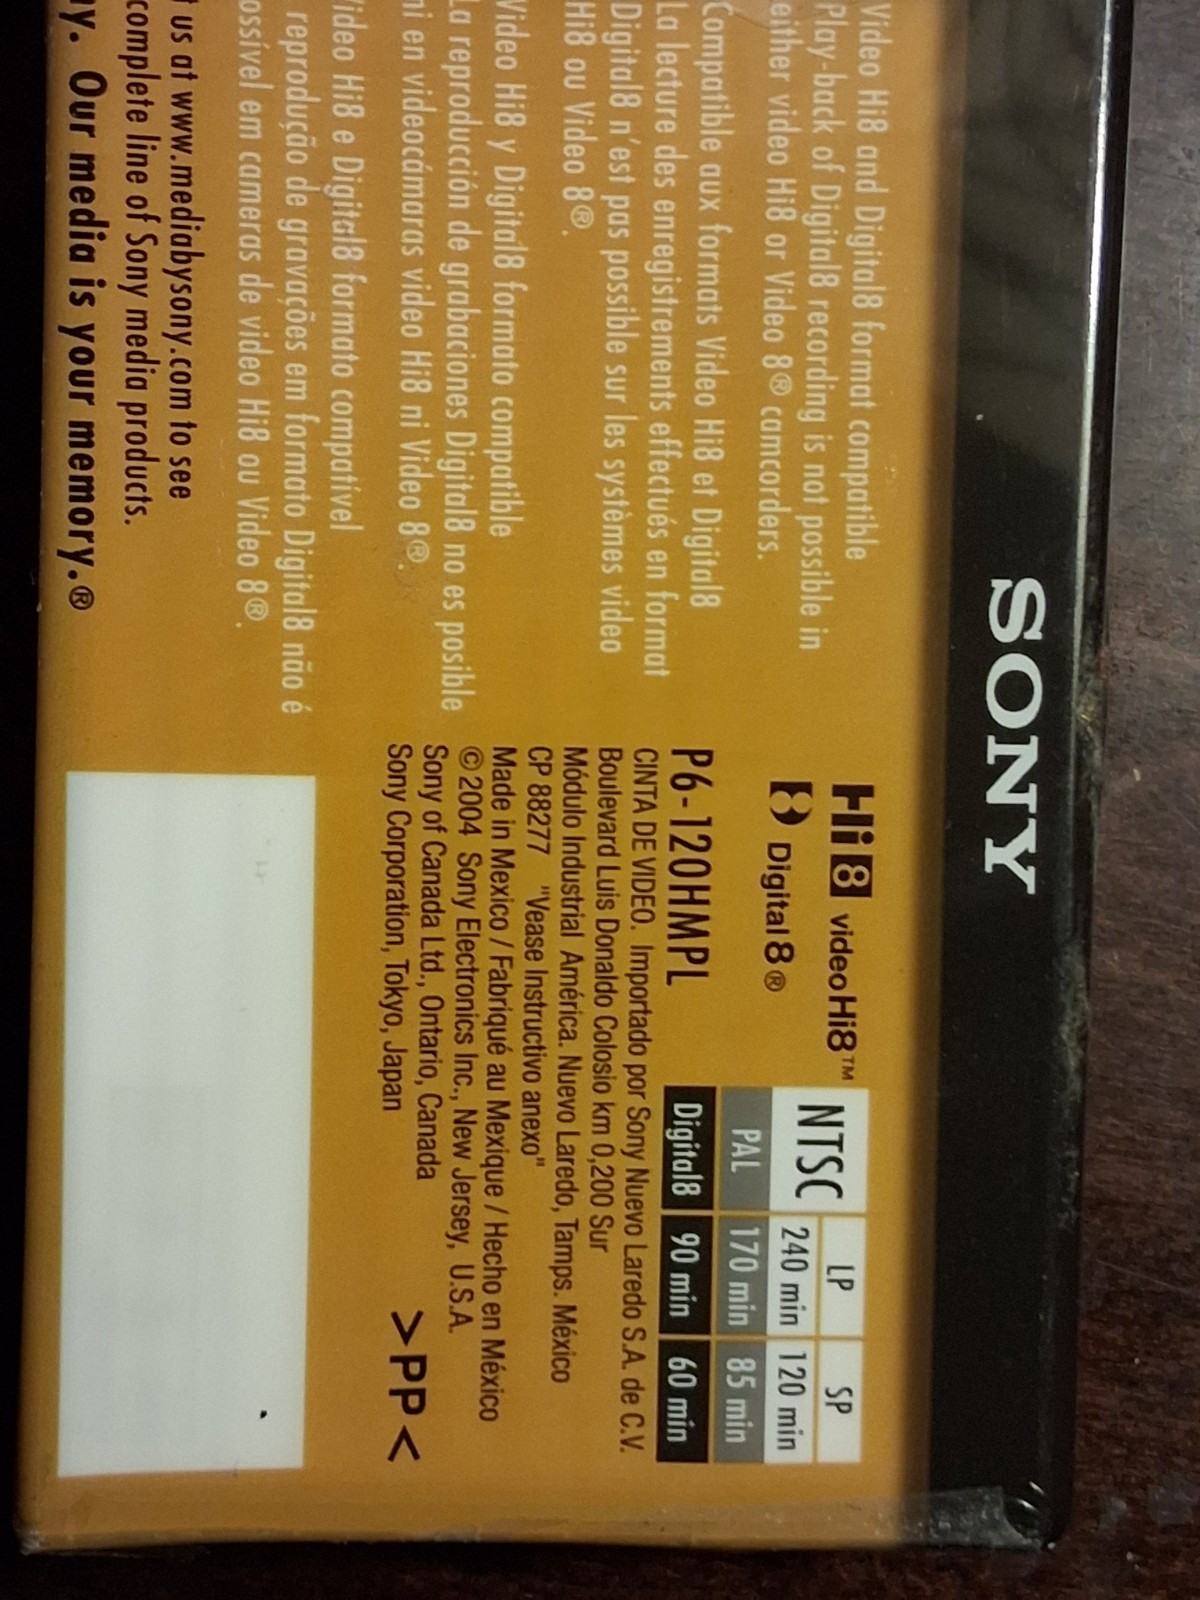 SONY
Video Hi8 and Digital8 format compatible
Play-back of Digital8 recording is not possible in
either video Hi8 or Video 8® camcorders.
Compatible aux formats Video Hi8 et Digital8
La lecture des enregistrements effectués en format
Digital8 n'est pas possible sur les systèmes video
Hi8 ou Video 8®.
Video Hi8 y Digital8 formato compatible
La reproducción de grabaciones Digital8 no es posible
ni en videocámaras video Hi8 ni Video 8®.
Video Hi8 e Digital8 formato compatível
reprodução de gravações em formato Digital8 não é
ossível em cameras de video Hi8 ou Video 8®.
t us at www.mediabysony.com to see
complete line of Sony media products.
ay. Our media is your memory.®
Hi8 video Hi8™
8 Digital8®
LP SP
NTSC 240 min 120 min
PAL 170 min 85 min
Digital8 90 min 60 min
P6-120HMPL
CINTA DE VIDEO. Importado por Sony Nuevo Laredo S.A. de C.V.
Boulevard Luis Donaldo Colosio km 0,200 Sur
Módulo Industrial América. Nuevo Laredo, Tamps. México
CP 88277 "Vease Instructivo anexo"
Made in Mexico / Fabriqué au Mexique / Hecho en México
©2004 Sony Electronics Inc., New Jersey, U.S.A.
Sony of Canada Ltd., Ontario, Canada
Sony Corporation, Tokyo, Japan
>PP<